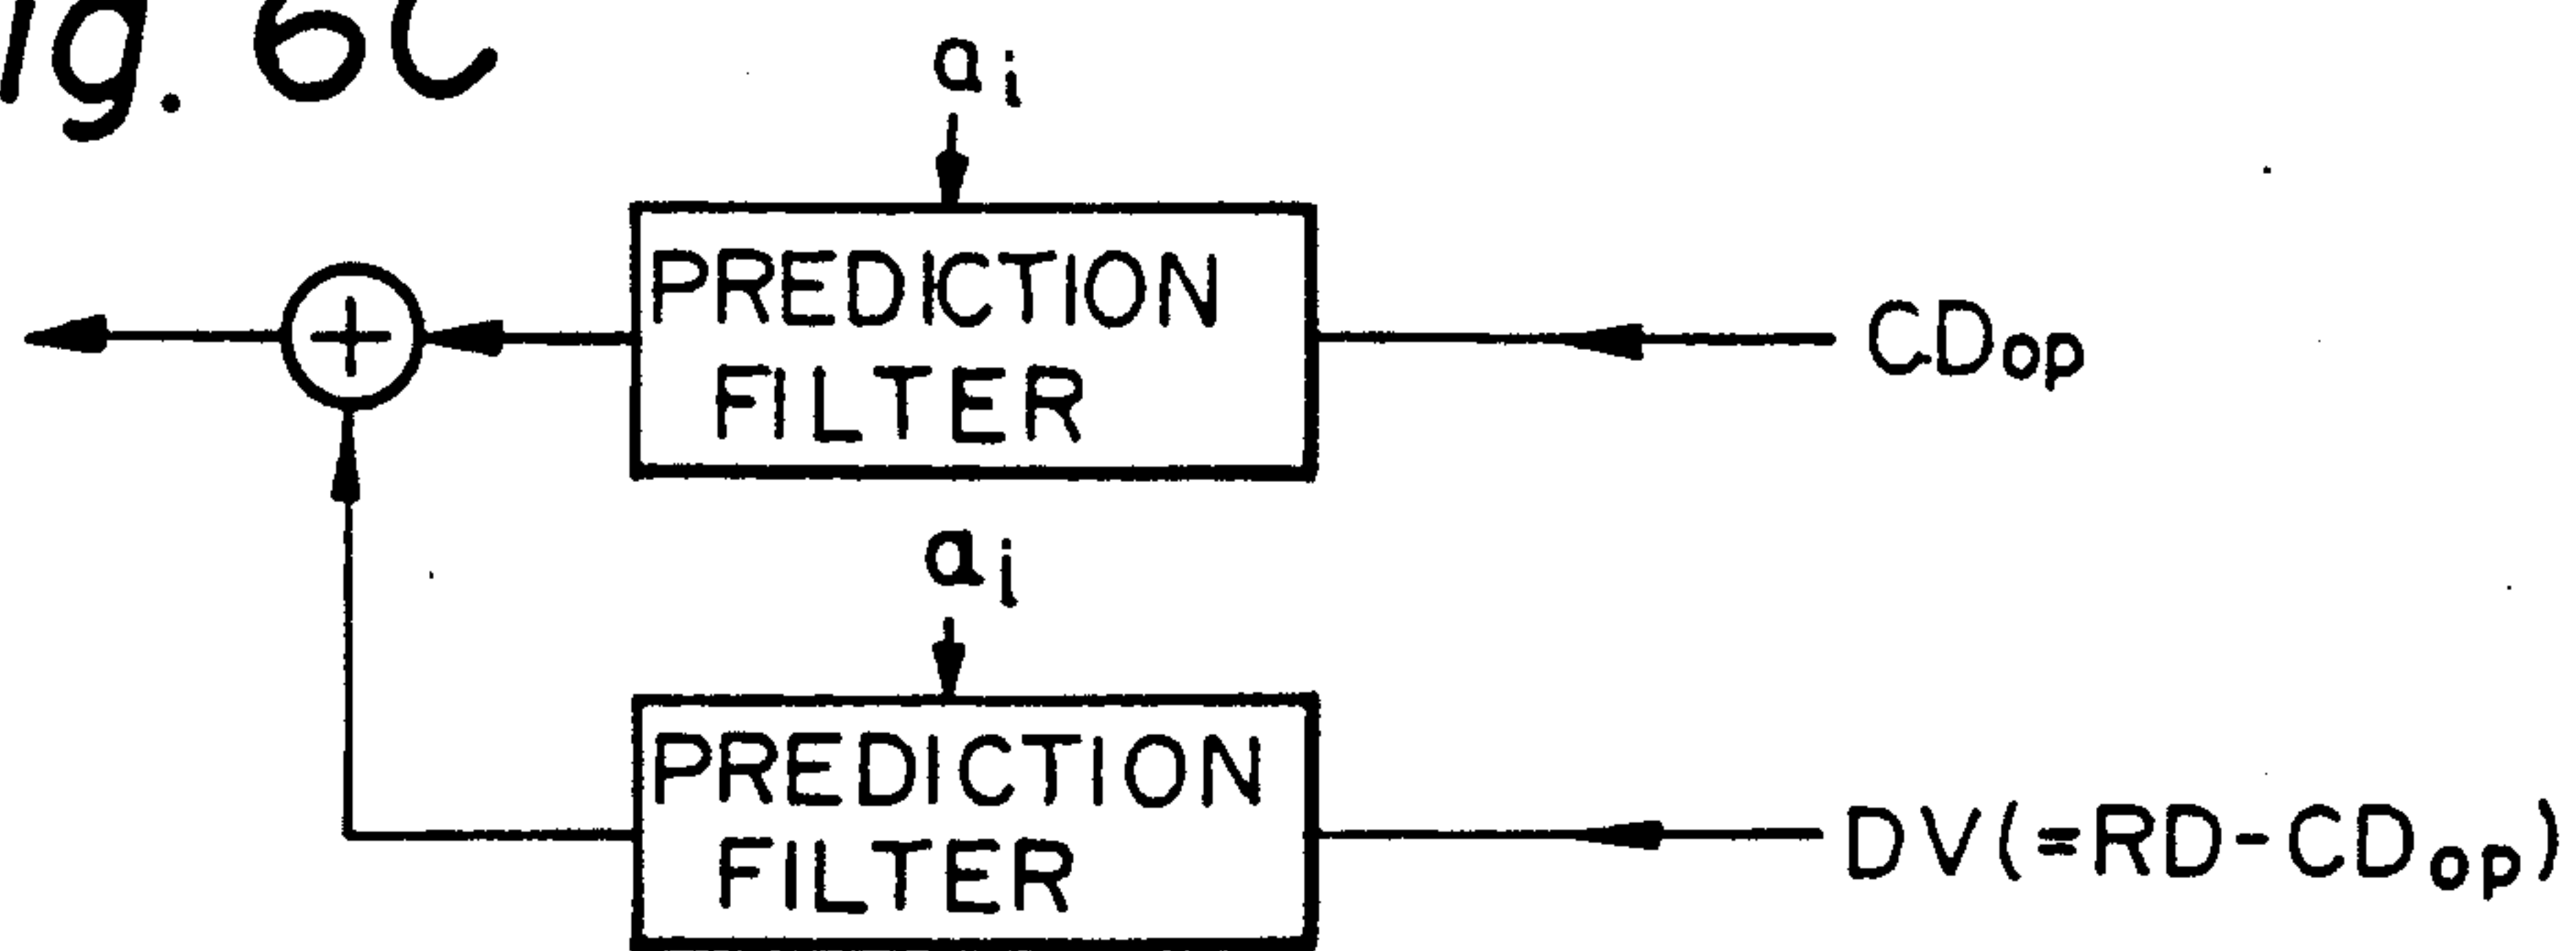 ig. 6C
ai
PREDICTION
FILTER
CDop
ai
PREDICTION
FILTER
DV(=RD-CDop)